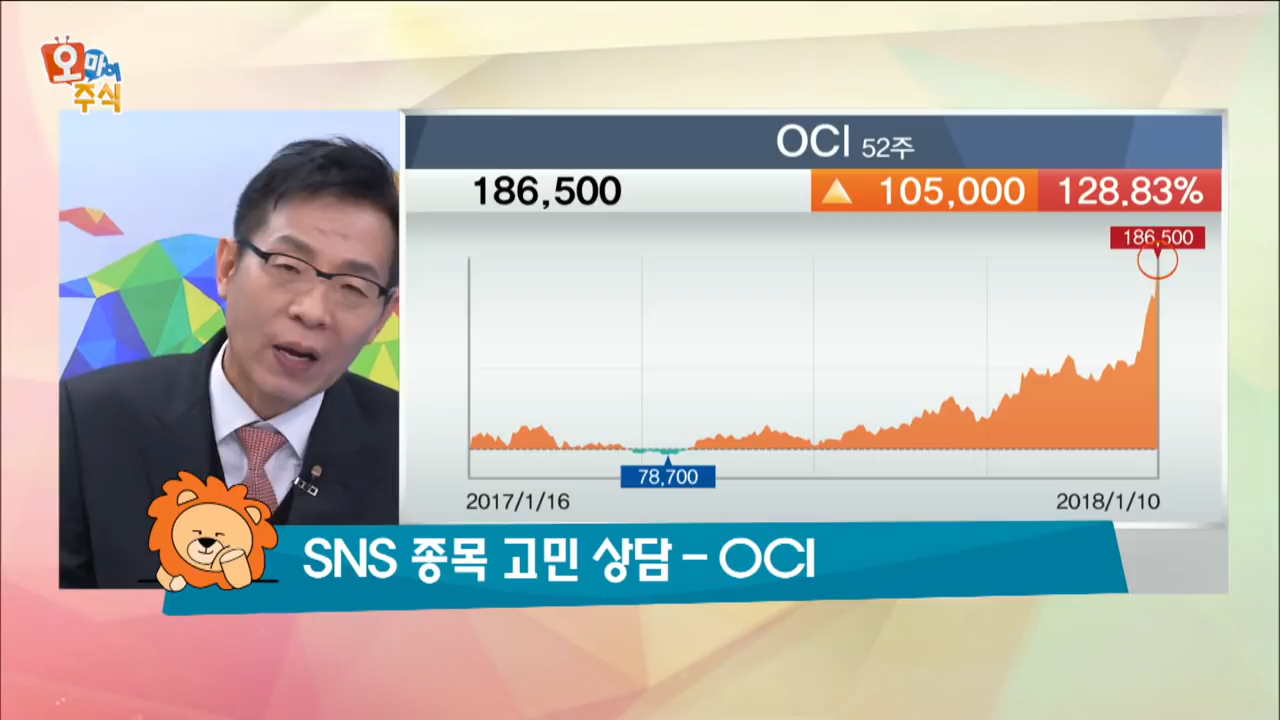 오마이
주식
OCI 52주
186,500 ▲ 105,000 128.83%
186,500
78,700
2017/1/16 2018/1/10
SNS 종목 고민 상담 - OCI